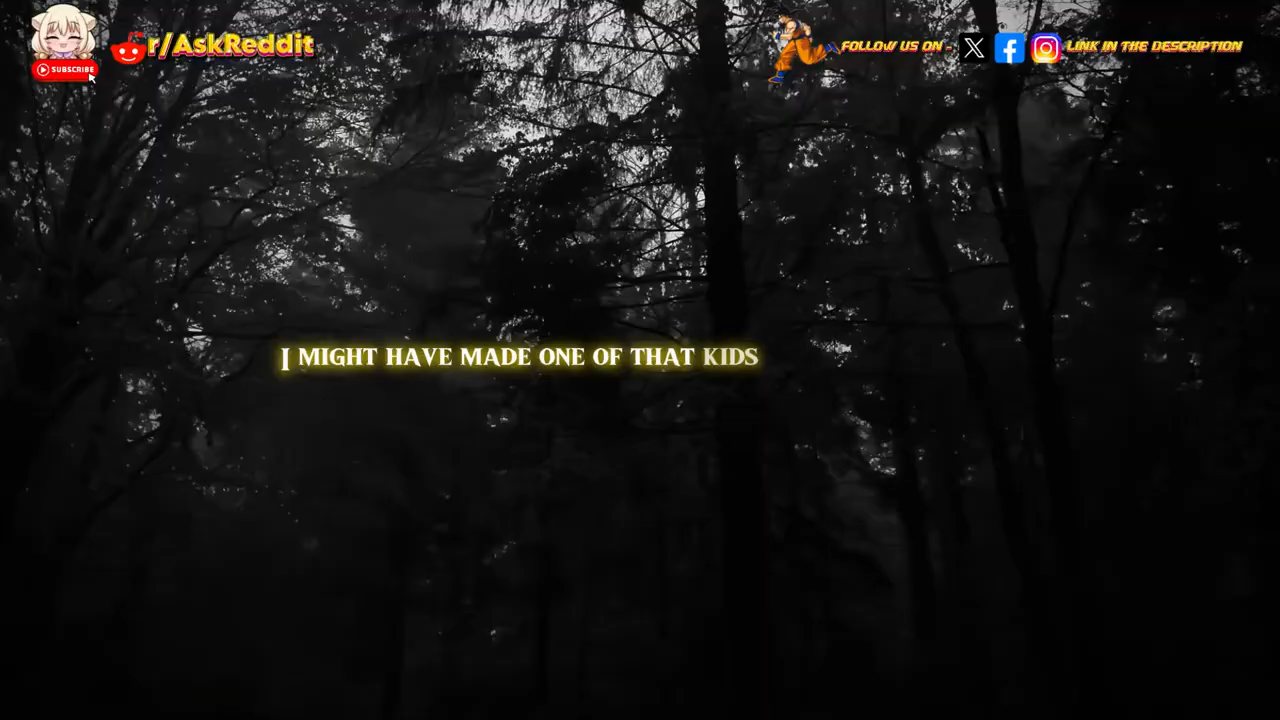 r/AskReddit
SUBSCRIBE
FOLLOW US ON -
LINK IN THE DESCRIPTION
I MIGHT HAVE MADE ONE OF THAT KIDS